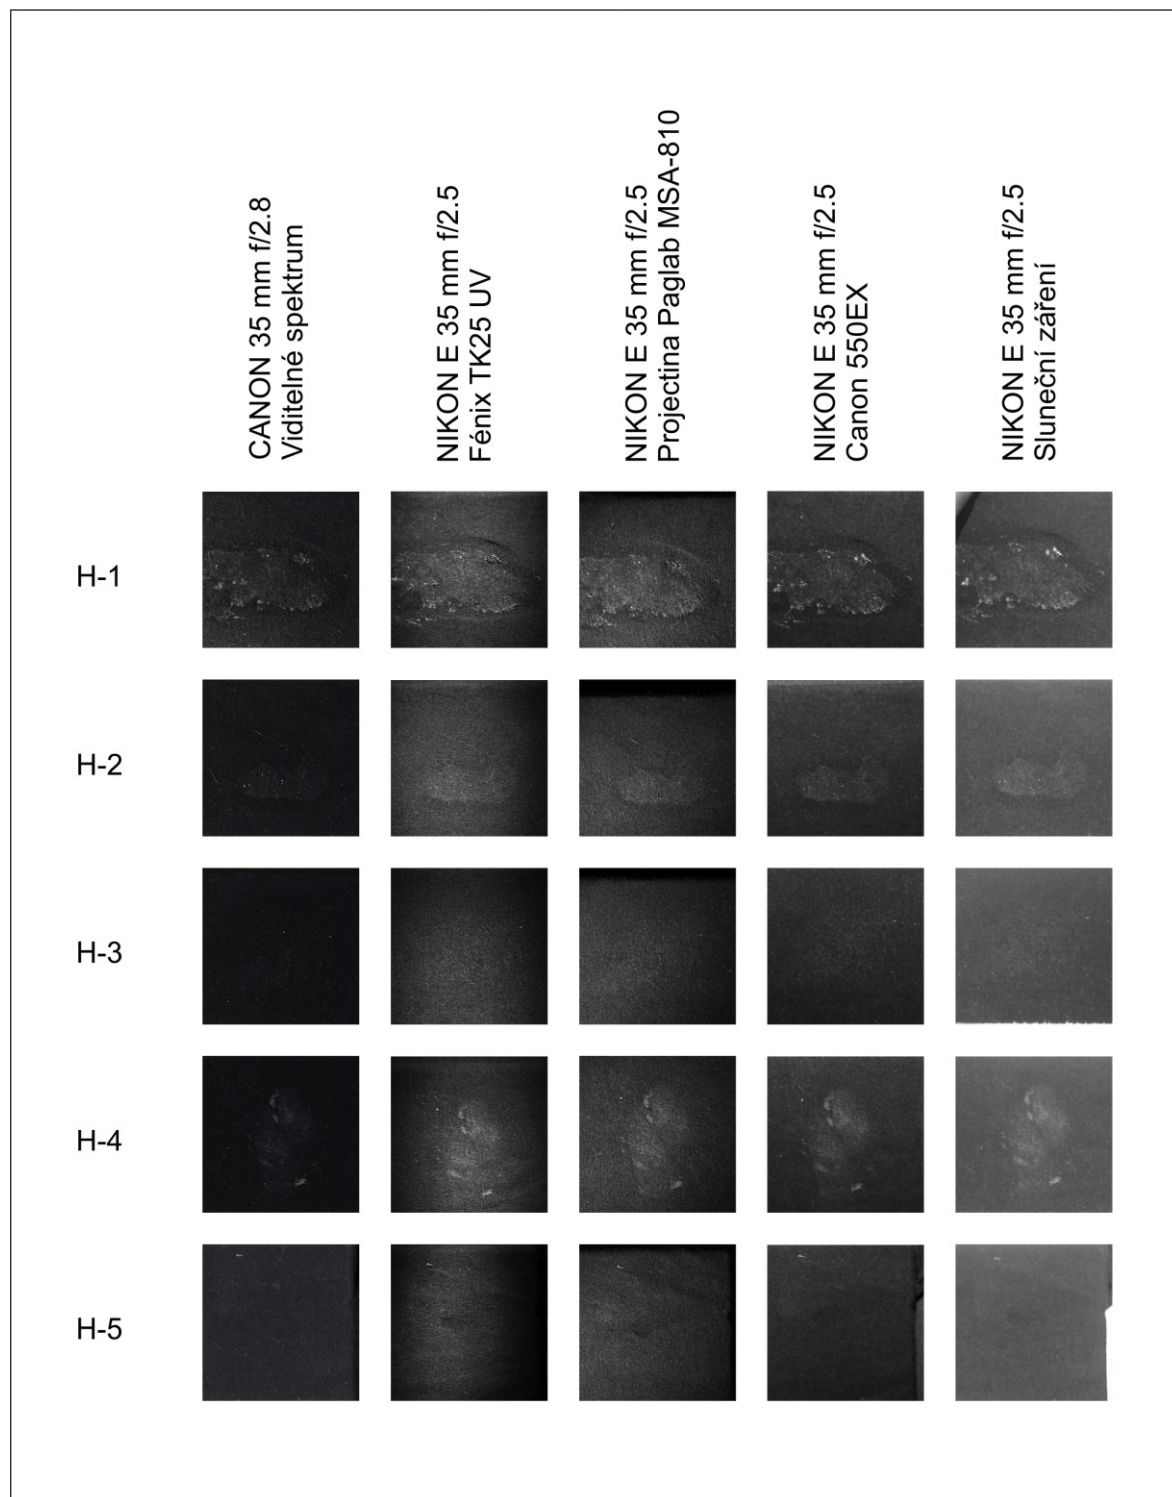 CANON 35 mm f/2.8
Viditelné spektrum
NIKON E 35 mm f/2.5
Fénix TK25 UV
NIKON E 35 mm f/2.5
Projectina Paglab MSA-810
NIKON E 35 mm f/2.5
Canon 550EX
NIKON E 35 mm f/2.5
Sluneční záření
H-1
H-2
H-3
H-4
H-5